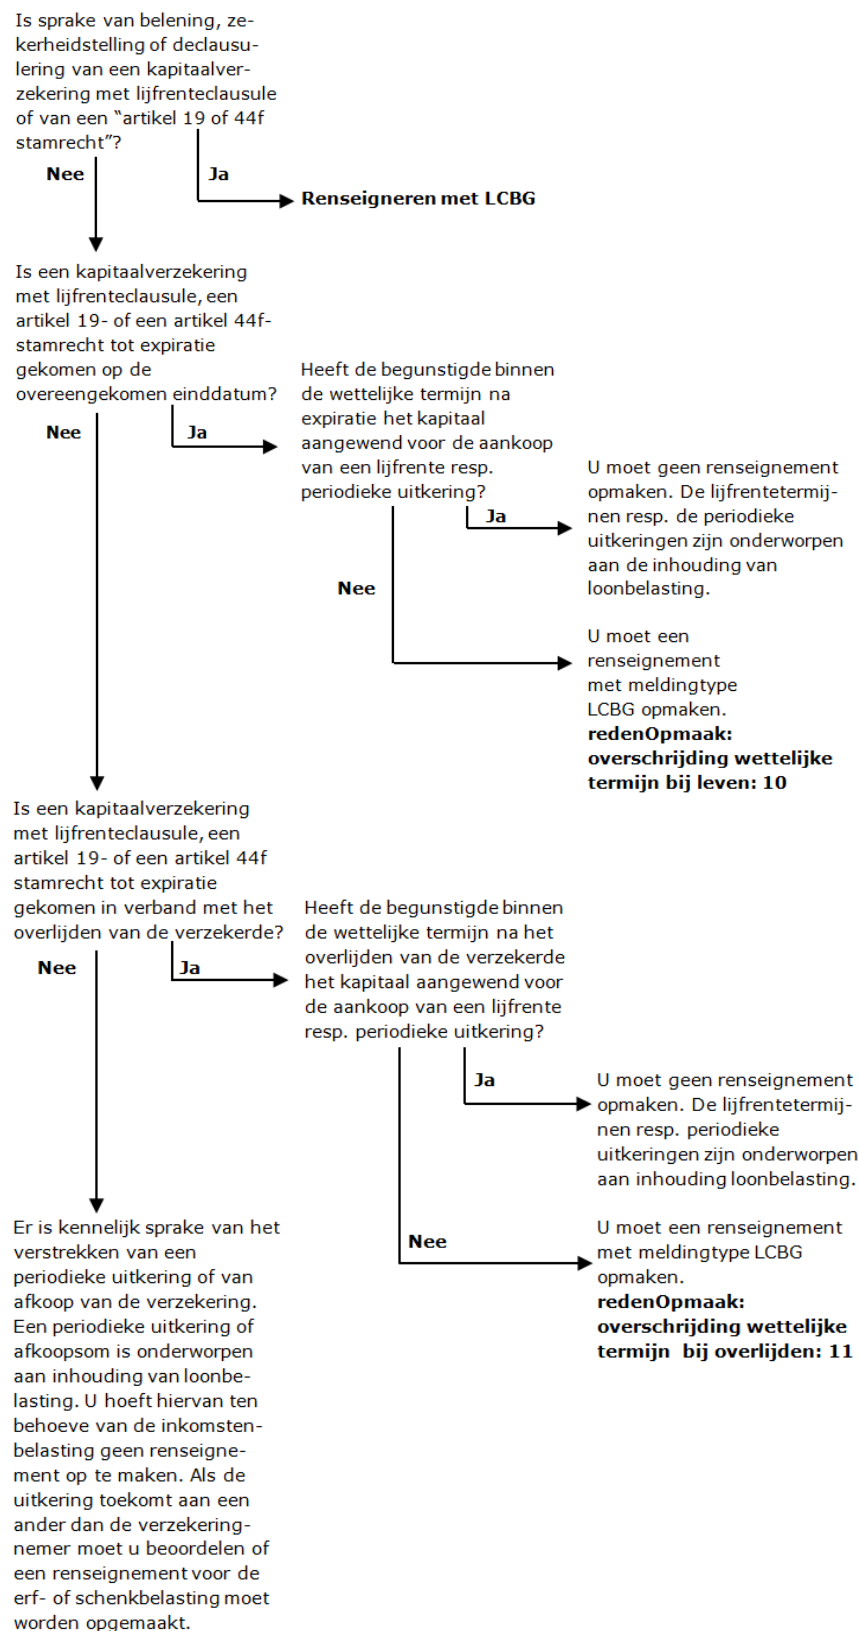 Is sprake van belening, ze-
kerheidstelling of declausu-
lering van een kapitaalver-
zekering met lijfrenteclausule
of van een “artikel 19 of 44f
stamrecht”?
Nee
Ja
Renseigneren met LCBG
Is een kapitaalverzekering
met lijfrenteclausule, een
artikel 19- of een artikel 44f-
stamrecht tot expiratie
gekomen op de
overeengekomen einddatum?
Nee
Ja
Heeft de begunstigde binnen
de wettelijke termijn na
expiratie het kapitaal
aangewend voor de aankoop
van een lijfrente resp.
periodieke uitkering?
Ja
Nee
U moet geen renseignement
opmaken. De lijfrentetermij-
nen resp. de periodieke
uitkeringen zijn onderworpen
aan de inhouding van
loonbelasting.
U moet een
renseignement
met meldingtype
LCBG opmaken.
redenOpmaak:
overschrijding wettelijke
termijn bij leven: 10
Is een kapitaalverzekering
met lijfrenteclausule, een
artikel 19- of een artikel 44f
stamrecht tot expiratie
gekomen in verband met het
overlijden van de verzekerde?
Nee
Ja
Heeft de begunstigde binnen
de wettelijke termijn na het
overlijden van de verzekerde
het kapitaal aangewend voor
de aankoop van een lijfrente
resp. periodieke uitkering?
Ja
Nee
U moet geen renseignement
opmaken. De lijfrentetermij-
nen resp. periodieke
uitkeringen zijn onderworpen
aan inhouding loonbelasting.
U moet een renseignement
met meldingtype LCBG
opmaken.
redenOpmaak:
overschrijding wettelijke
termijn bij overlijden: 11
Er is kennelijk sprake van het
verstrekken van een
periodieke uitkering of van
afkoop van de verzekering.
Een periodieke uitkering of
afkoopsom is onderworpen
aan inhouding van loonbe-
lasting. U hoeft hiervan ten
behoeve van de inkomsten-
belasting geen renseigne-
ment op te maken. Als de
uitkering toekomt aan een
ander dan de verzekering-
nemer moet u beoordelen of
een renseignement voor de
erf- of schenkbelasting moet
worden opgemaakt.